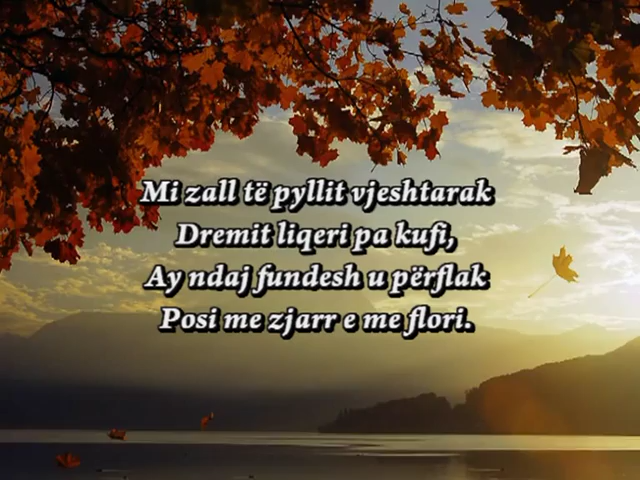 Mi zall të pyllit vjeshtarak
Dremit liqeri pa kufi,
Ay ndaj fundesh u përflak
Posi me zjarr e me flori.